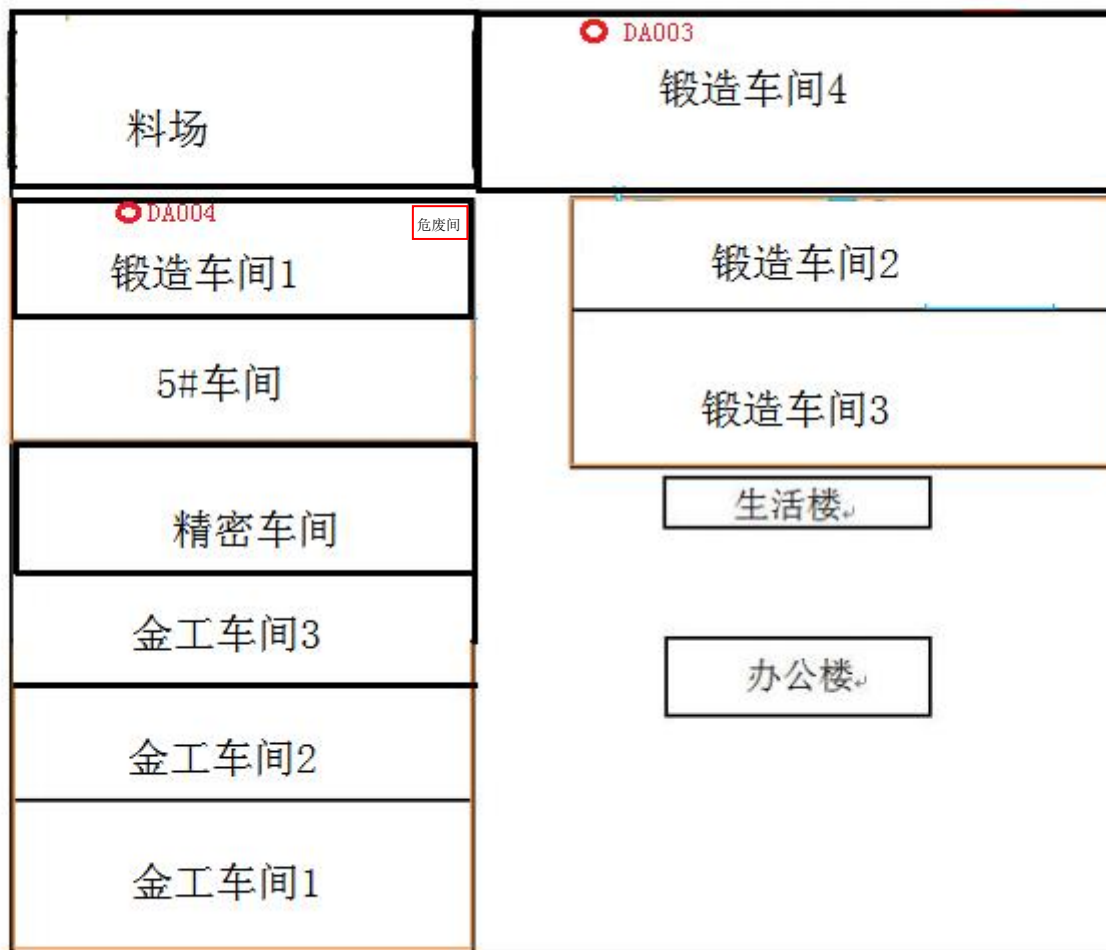 DA003
锻造车间4
料场
DA004
危废间
锻造车间1
锻造车间2
5#车间
锻造车间3
生活楼
精密车间
金工车间3
办公楼
金工车间2
金工车间1